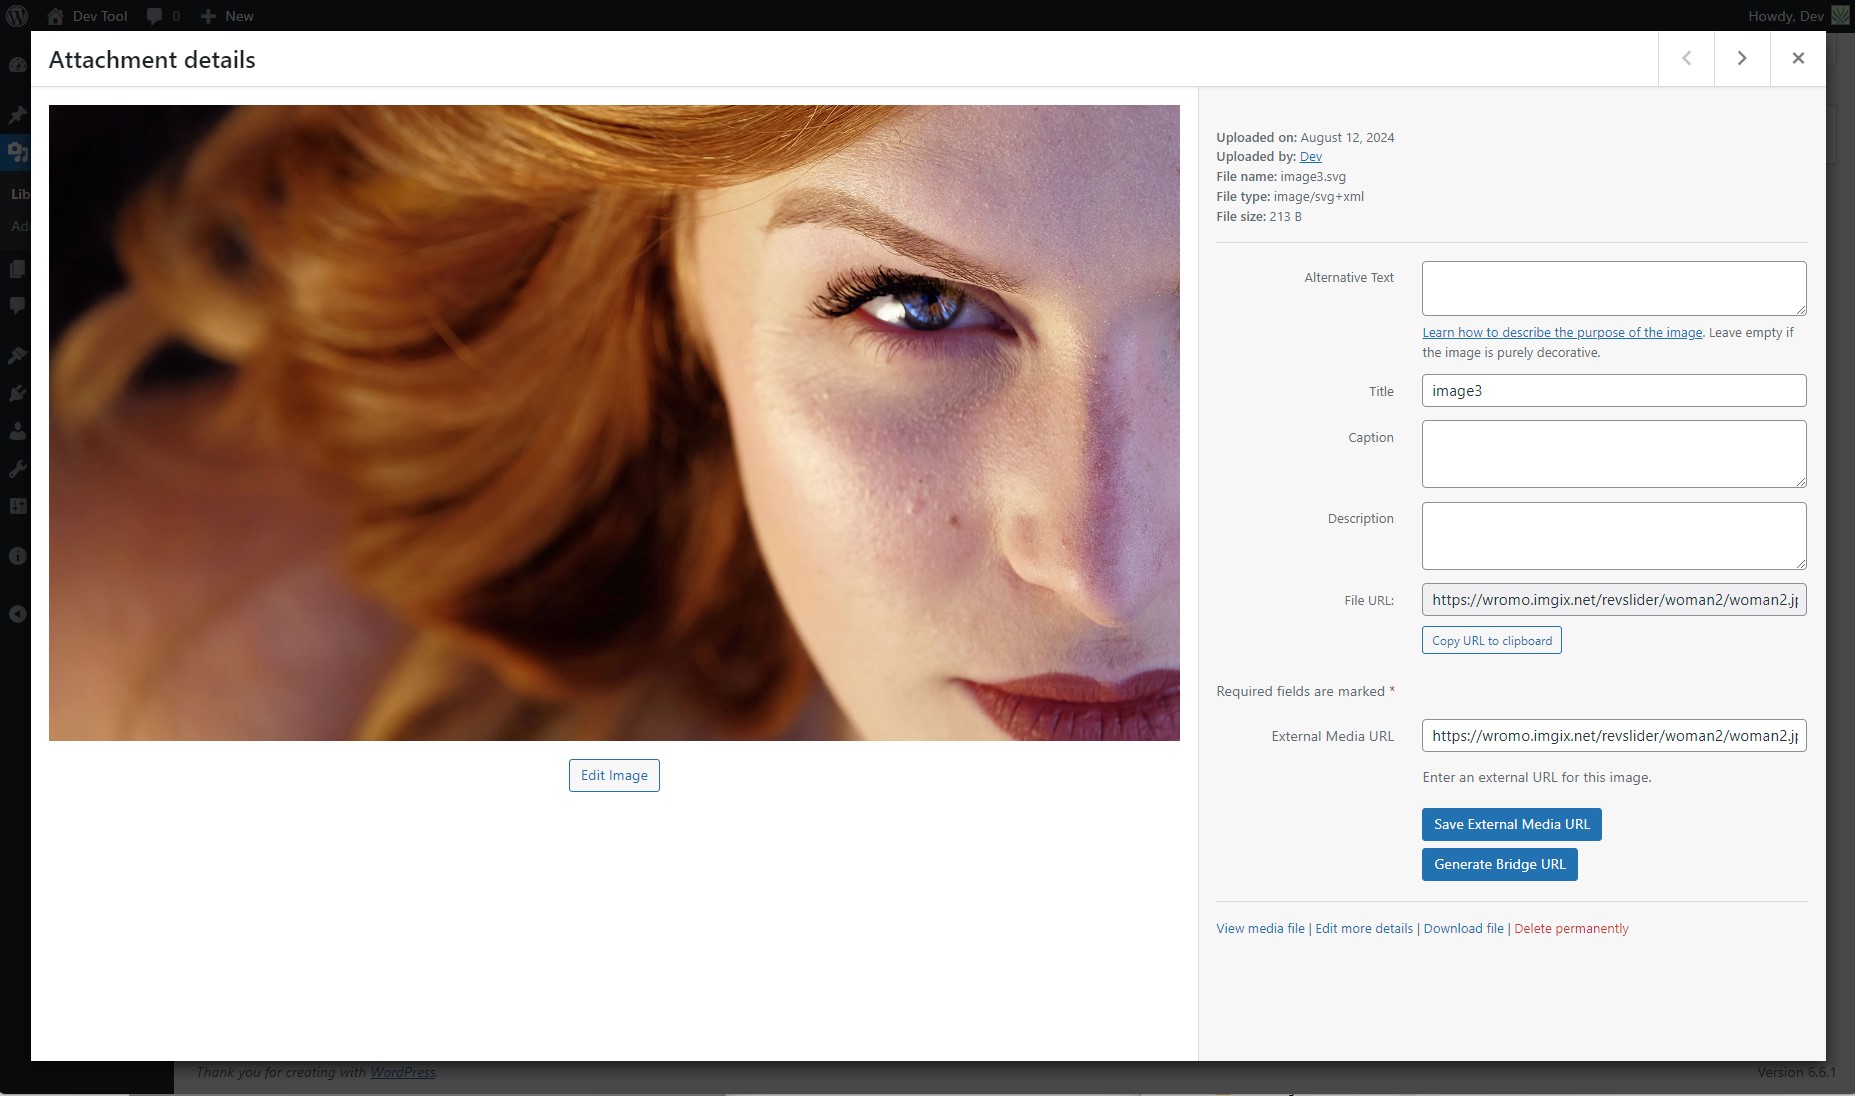 Dev Tool 0 New Howdy, Dev
Attachment details
Uploaded on: August 12, 2024
Uploaded by: Dev
File name: image3.svg
File type: image/svg+xml
File size: 213 B
Alternative Text
Learn how to describe the purpose of the image. Leave empty if
the image is purely decorative.
Title image3
Caption
Description
File URL: https://wromo.imgix.net/revslider/woman2/woman2.jp
Copy URL to clipboard
Required fields are marked *
External Media URL https://wromo.imgix.net/revslider/woman2/woman2.jp
Enter an external URL for this image.
Edit Image
Save External Media URL
Generate Bridge URL
View media file | Edit more details | Download file | Delete permanently
Lib
Add
Thank you for creating with WordPress.
Version 6.6.1